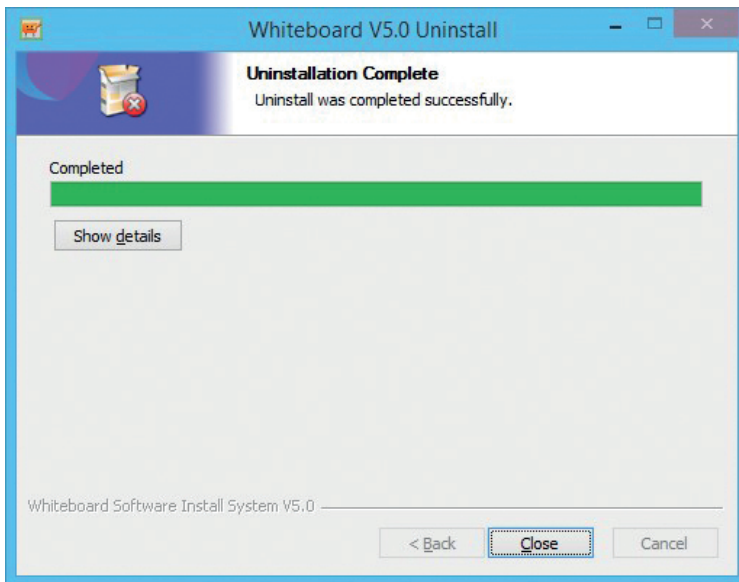 Whiteboard V5.0 Uninstall
Uninstallation Complete
Uninstall was completed successfully.
Completed
Show details
Whiteboard Software Install System V5.0
< Back Close Cancel